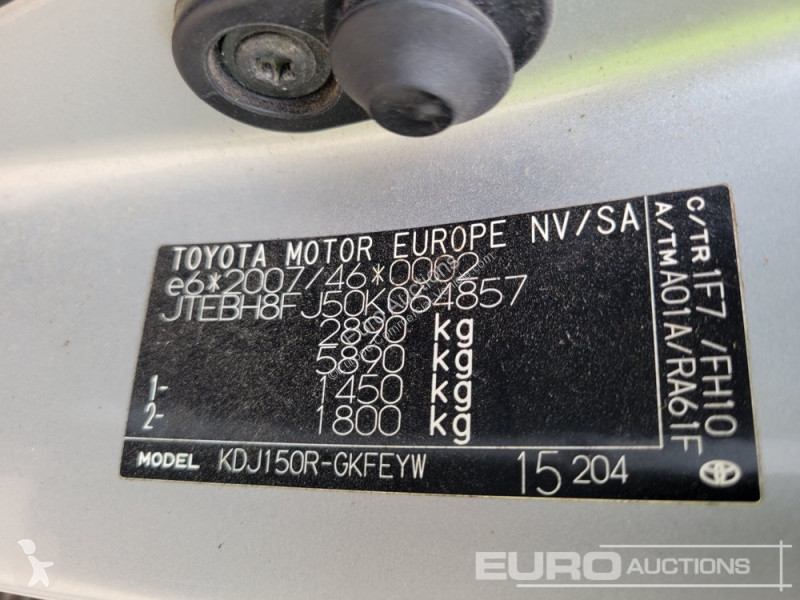 TOYOTA MOTOR EUROPE NV/SA
e6*2007/46*0002
JTEBH8FJ50K064857
2890 kg
5890 kg
1- 1450 kg
2- 1800 kg
MODEL KDJ150R-GKFEYW 15 204
C/TR 1F7 /FH10
A/TM A01A/RA61F
EURO AUCTIONS